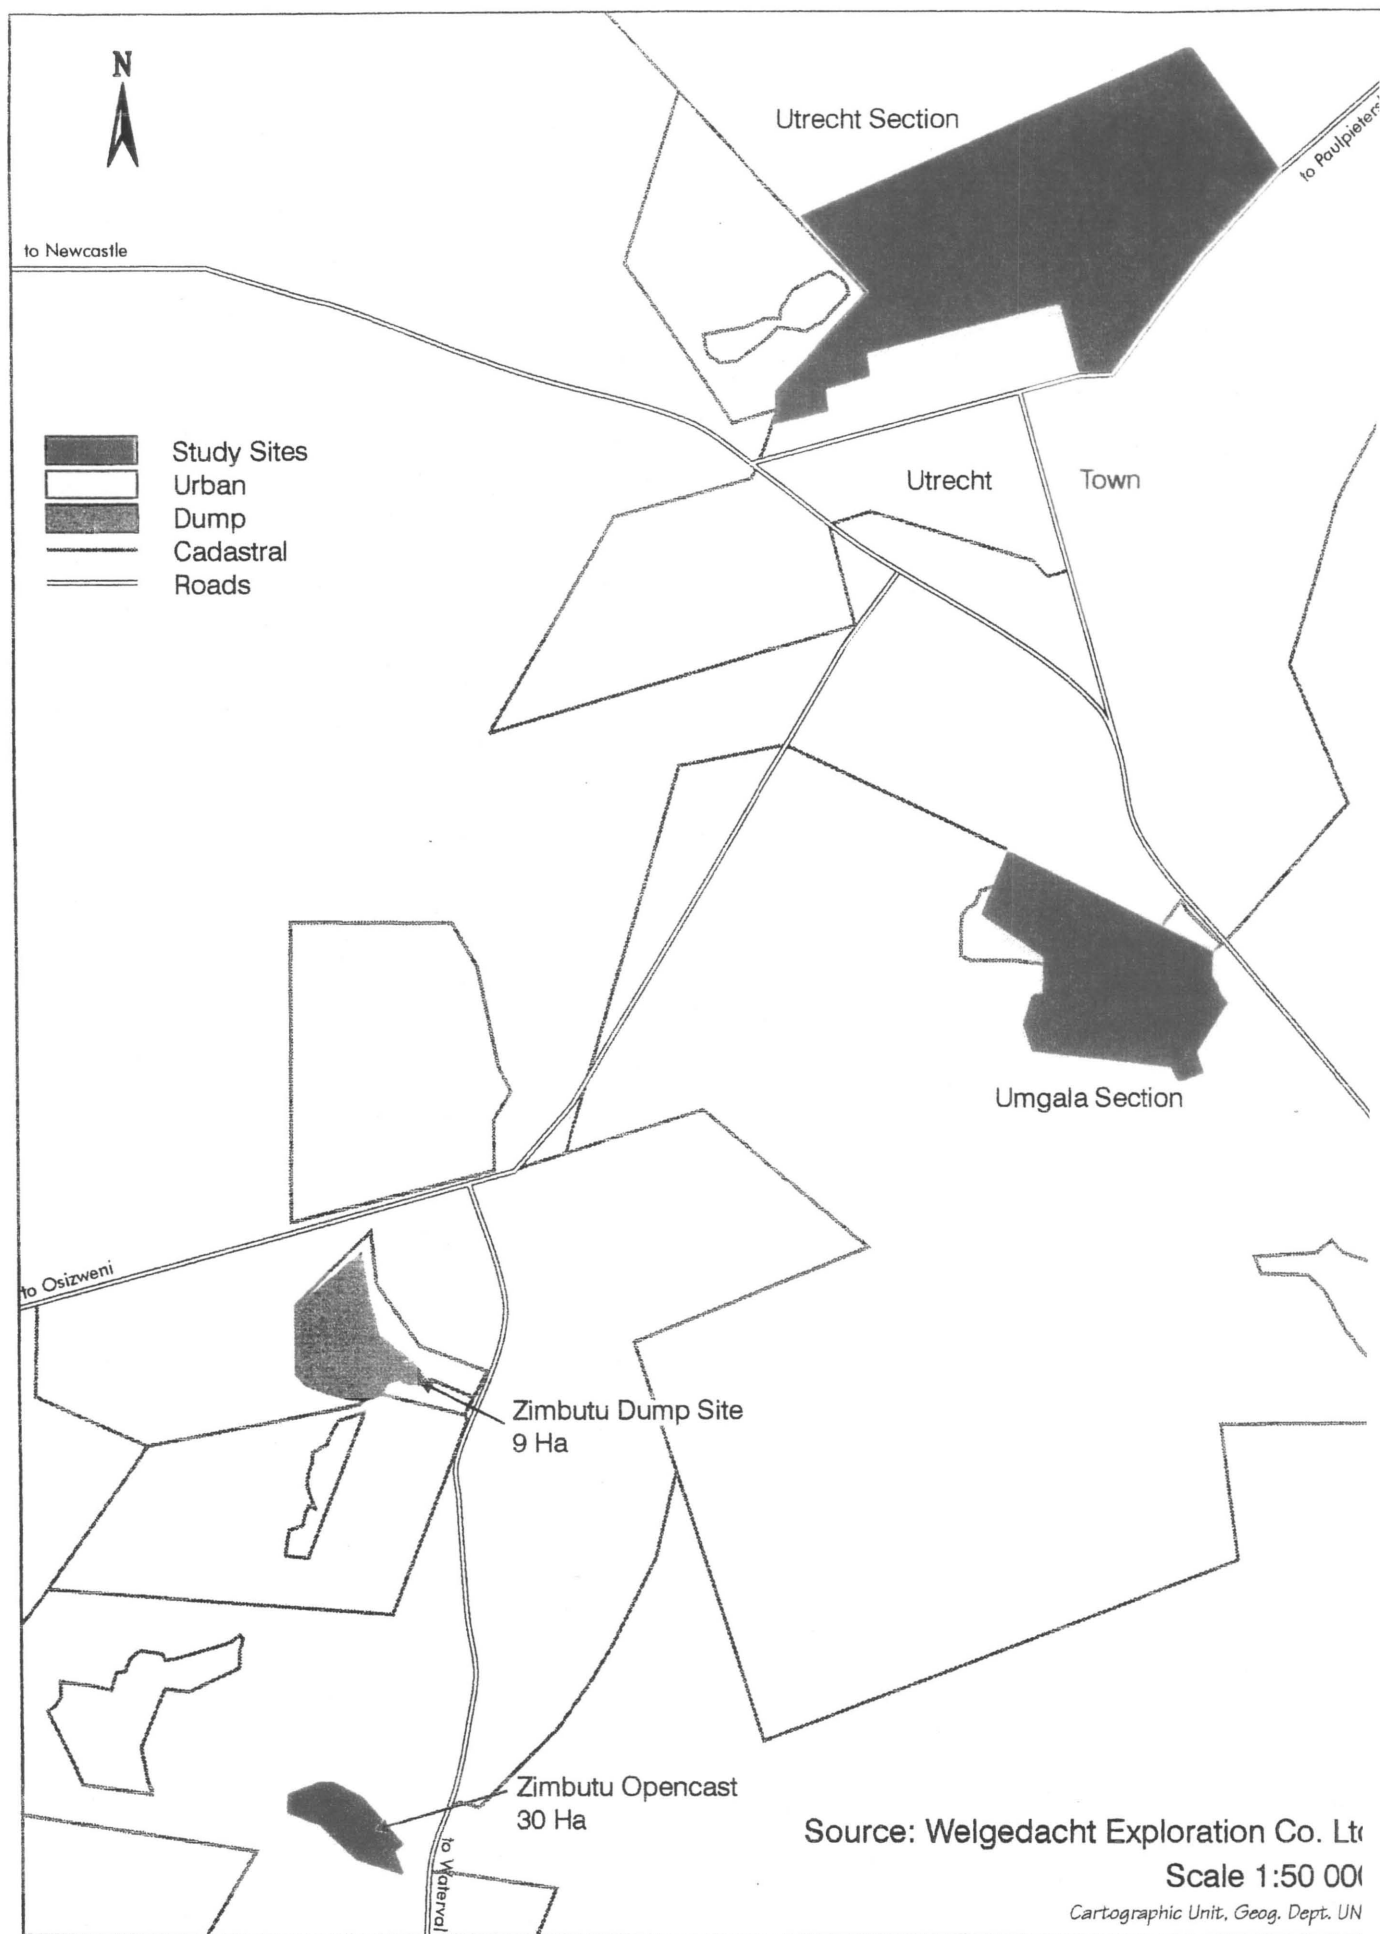 N
Utrecht Section
to Paulpieters
to Newcastle
Study Sites
Urban
Dump
Cadastral
Roads
Utrecht Town
Umgala Section
to Osizweni
Zimbutu Dump Site
9 Ha
Zimbutu Opencast
30 Ha
to Waterval
Source: Welgedacht Exploration Co. Lt
Scale 1:50 00
Cartographic Unit, Geog. Dept. UN